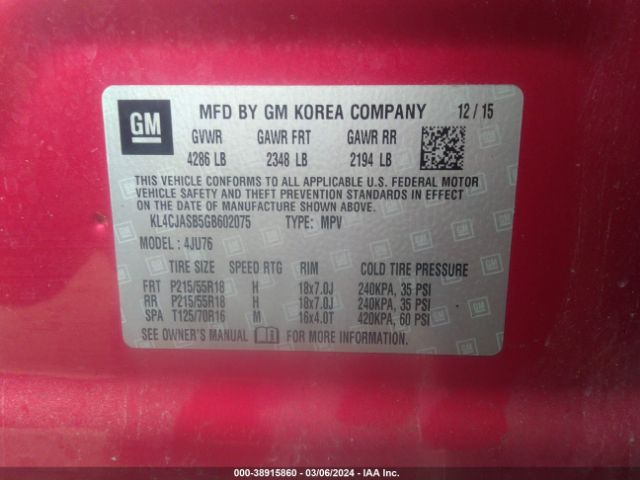 GM MFD BY GM KOREA COMPANY 12 / 15
GVWR GAWR FRT GAWR RR
4286 LB 2348 LB 2194 LB
THIS VEHICLE CONFORMS TO ALL APPLICABLE U.S. FEDERAL MOTOR
VEHICLE SAFETY AND THEFT PREVENTION STANDARDS IN EFFECT
ON THE DATE OF MANUFACTURE SHOWN ABOVE.
KL4CJASB5GB602075 TYPE: MPV
MODEL : 4JU76
TIRE SIZE SPEED RTG RIM COLD TIRE PRESSURE
FRT P215/55R18 H 18x7.0J 240KPA, 35 PSI
RR P215/55R18 H 18x7.0J 240KPA, 35 PSI
SPA T125/70R16 M 16x4.0T 420KPA, 60 PSI
SEE OWNER'S MANUAL FOR MORE INFORMATION.
000-38915860 - 03/06/2024 - IAA Inc.